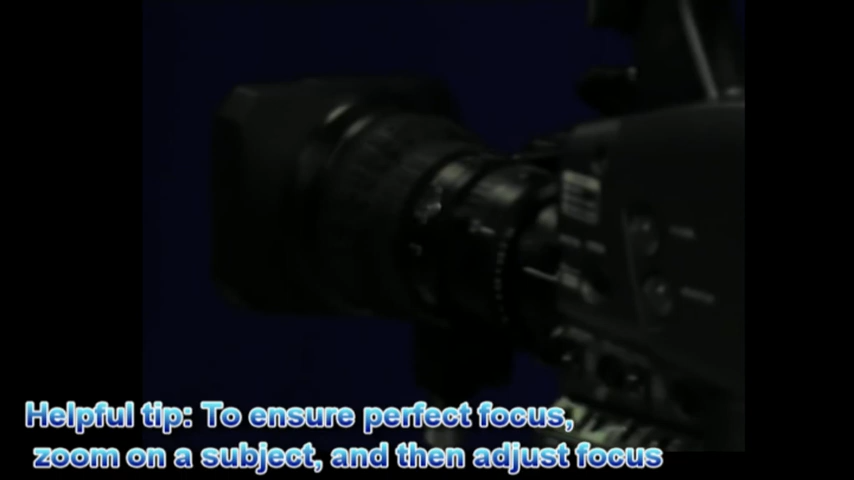 Helpful tip: To ensure perfect focus,
zoom on a subject, and then adjust focus